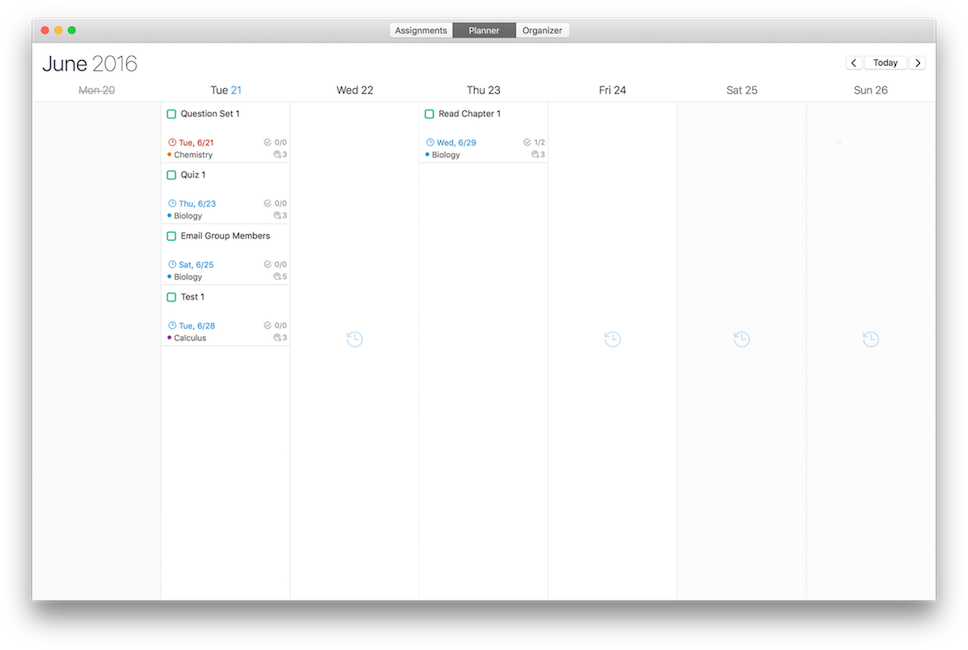 Assignments Planner Organizer
June 2016
Today
Mon 20 Tue 21 Wed 22 Thu 23 Fri 24 Sat 25 Sun 26
Question Set 1
Tue, 6/21 0/0
Chemistry 3
Quiz 1
Thu, 6/23 0/0
Biology 3
Email Group Members
Sat, 6/25 0/0
Biology 5
Test 1
Tue, 6/28 0/0
Calculus 3
Read Chapter 1
Wed, 6/29 1/2
Biology 3